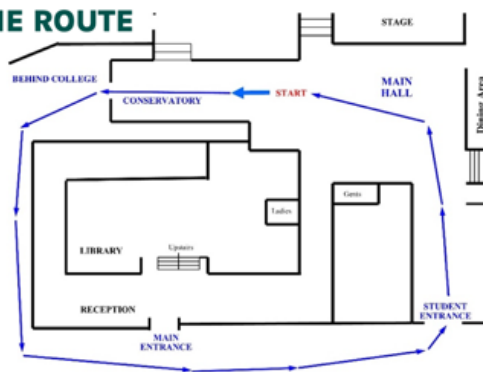 HE ROUTE
STAGE
BEHIND COLLEGE
MAIN
HALL
START
CONSERVATORY
Dining Area
Gents
Ladies
Upstairs
LIBRARY
RECEPTION
STUDENT
ENTRANCE
MAIN
ENTRANCE